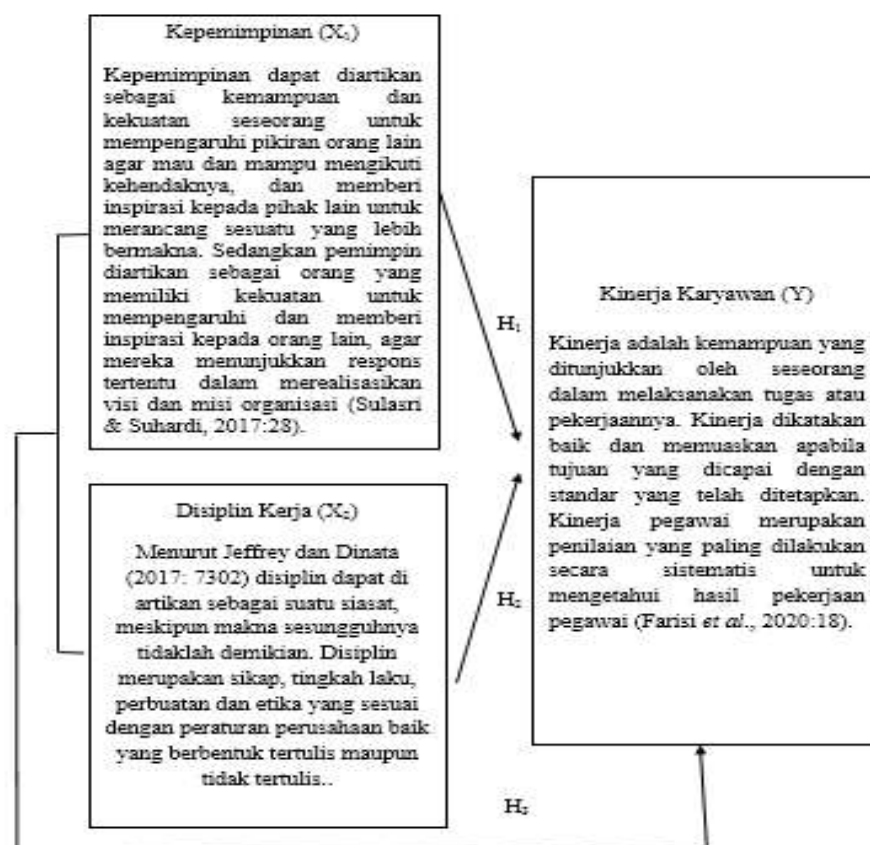 Kepemimpinan (X₁)
Kepemimpinan dapat diartikan
sebagai kemampuan dan
kekuatan seseorang untuk
mempengaruhi pikiran orang lain
agar mau dan mampu mengikuti
kehendaknya, dan memberi
inspirasi kepada pihak lain untuk
merancang sesuatu yang lebih
bermakna. Sedangkan pemimpin
diartikan sebagai orang yang
memiliki kekuatan untuk
mempengaruhi dan memberi
inspirasi kepada orang lain, agar
mereka menunjukkan respons
tertentu dalam merealisasikan
visi dan misi organisasi (Sulasri
& Suhardi, 2017:28).
Disiplin Kerja (X₂)
Menurut Jeffrey dan Dinata
(2017: 7302) disiplin dapat di
artikan sebagai suatu siasat,
meskipun makna sesungguhnya
tidaklah demikian. Disiplin
merupakan sikap, tingkah laku,
perbuatan dan etika yang sesuai
dengan peraturan perusahaan baik
yang berbentuk tertulis maupun
tidak tertulis..
H₁
H₂
H₃
Kinerja Karyawan (Y)
Kinerja adalah kemampuan yang
ditunjukkan oleh seseorang
dalam melaksanakan tugas atau
pekerjaannya. Kinerja dikatakan
baik dan memuaskan apabila
tujuan yang dicapai dengan
standar yang telah ditetapkan.
Kinerja pegawai merupakan
penilaian yang paling dilakukan
secara sistematis untuk
mengetahui hasil pekerjaan
pegawai (Farisi et al., 2020:18).